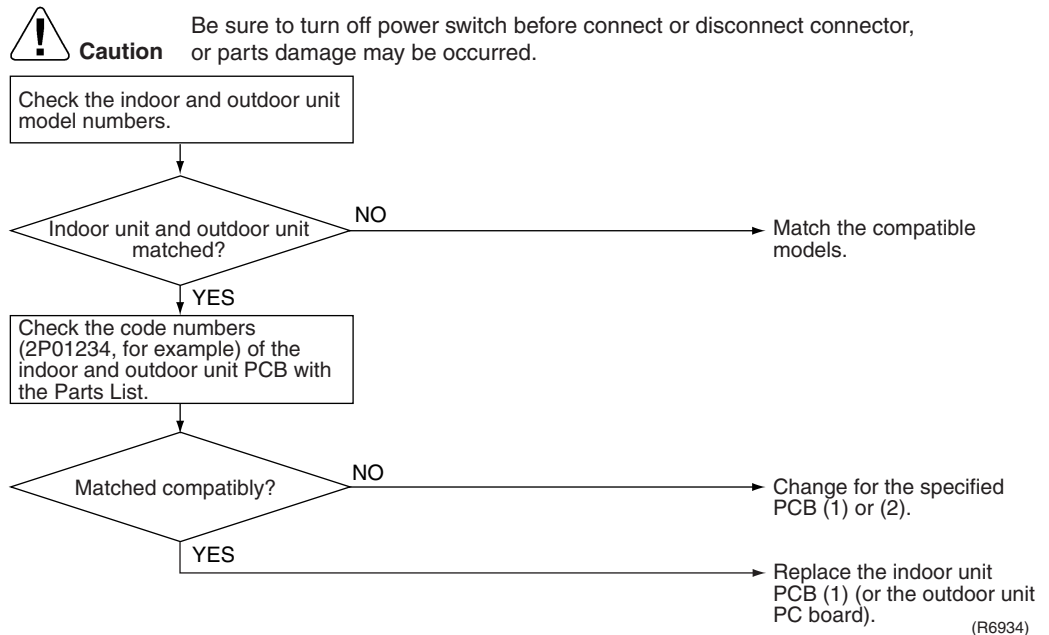 Be sure to turn off power switch before connect or disconnect connector,
Caution or parts damage may be occurred.
Check the indoor and outdoor unit
model numbers.
NO
Indoor unit and outdoor unit
matched?
Match the compatible
models.
YES
Check the code numbers
(2P01234, for example) of the
indoor and outdoor unit PCB with
the Parts List.
NO
Matched compatibly?
Change for the specified
PCB (1) or (2).
YES
Replace the indoor unit
PCB (1) (or the outdoor unit
PC board).
(R6934)